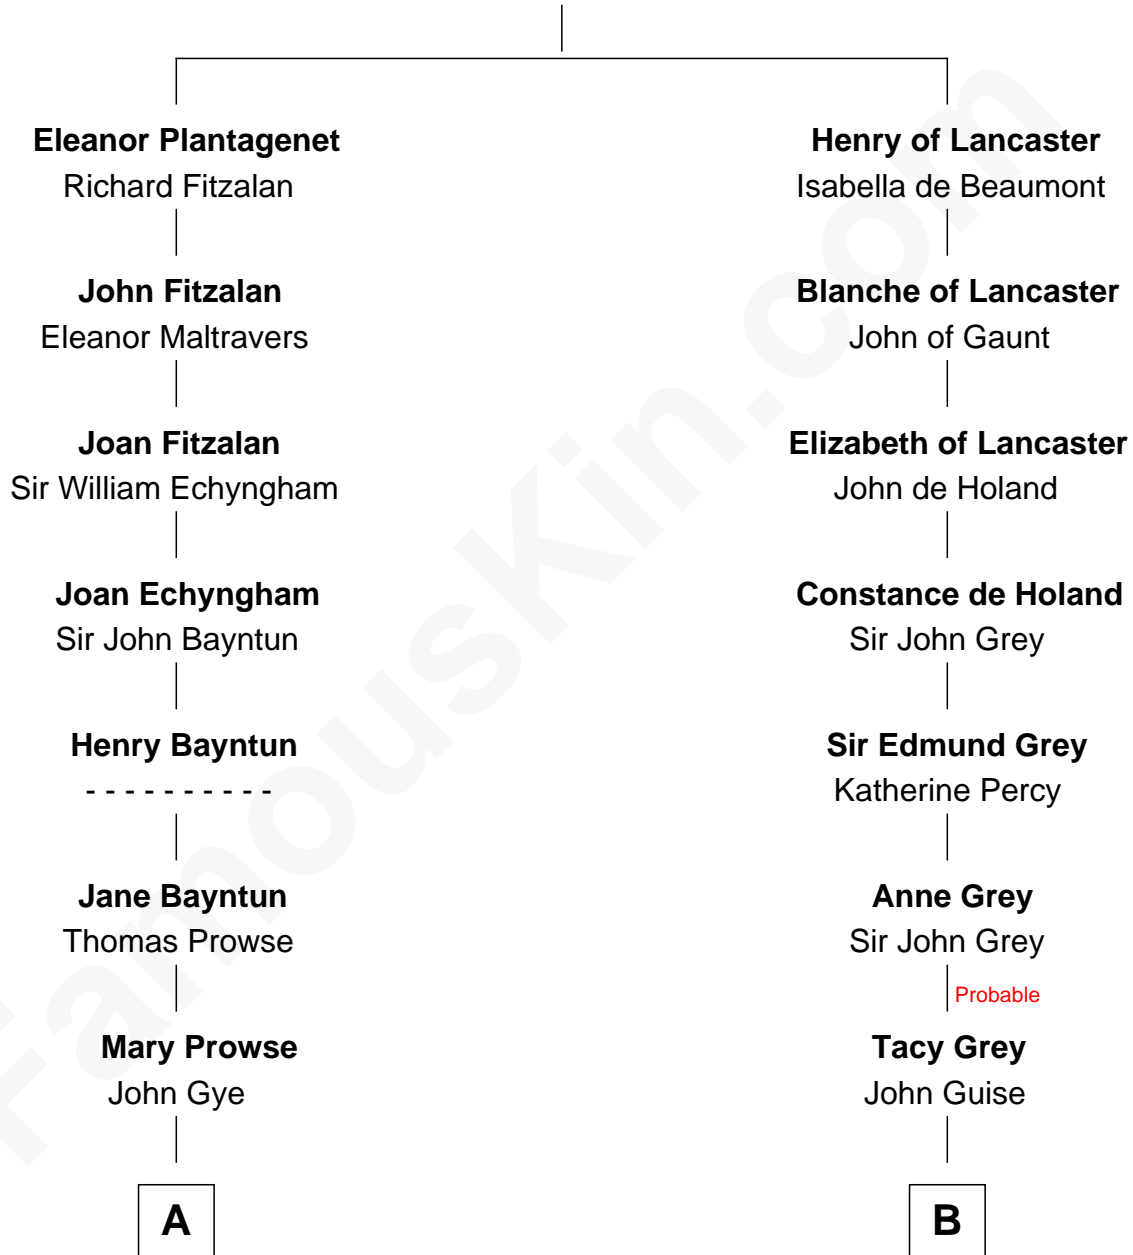 Eleanor Plantagenet
Richard Fitzalan
John Fitzalan
Eleanor Maltravers
Joan Fitzalan
Sir William Echyngham
Joan Echyngham
Sir John Bayntun
Henry Bayntun
- - - - - - - - - -
Jane Bayntun
Thomas Prowse
Mary Prowse
John Gye
A
Henry of Lancaster
Isabella de Beaumont
Blanche of Lancaster
John of Gaunt
Elizabeth of Lancaster
John de Holand
Constance de Holand
Sir John Grey
Sir Edmund Grey
Katherine Percy
Anne Grey
Sir John Grey
Probable
Tacy Grey
John Guise
B
FamousKin.com